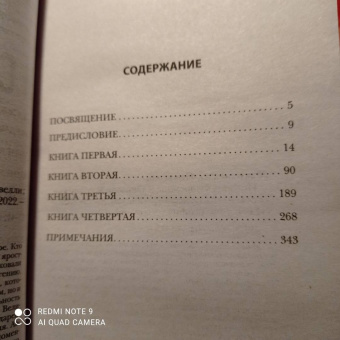 СОДЕРЖАНИЕ
ПОСВЯЩЕНИЕ 5
ПРЕДИСЛОВИЕ 9
КНИГА ПЕРВАЯ 14
КНИГА ВТОРАЯ 90
КНИГА ТРЕТЬЯ 189
КНИГА ЧЕТВЕРТАЯ 268
ПРИМЕЧАНИЯ 343
2022.–
REDMI NOTE 9
AI QUAD CAMERA